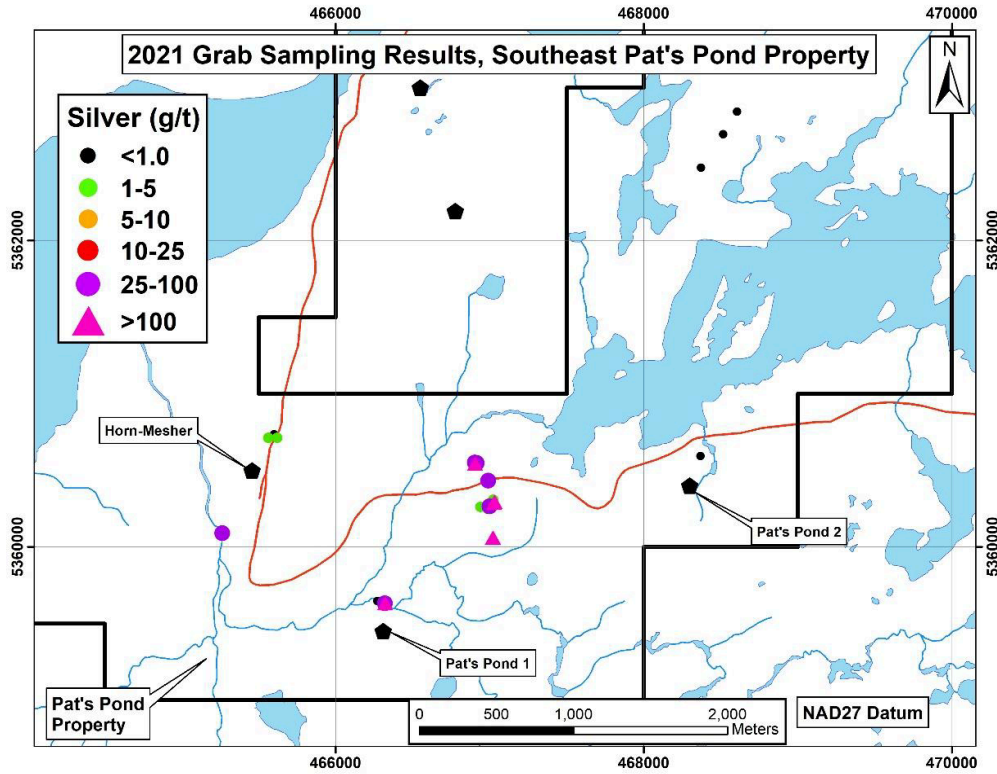 466000
468000
470000
2021 Grab Sampling Results, Southeast Pat's Pond Property
N
Silver (g/t)
<1.0
1-5
5-10
10-25
25-100
>100
5362000
5362000
Horn-Mesher
5360000
5360000
Pat's Pond 2
Pat's Pond 1
Pat's Pond
Property
0
500
1,000
2,000
Meters
NAD27 Datum
466000
468000
470000